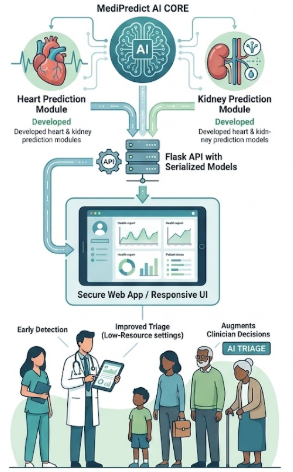 MediPredict AI CORE
AI
Heart Prediction
Module
Developed
Developed heart & kidney
prediction modules
Kidney Prediction
Module
Developed
Developed heart & kidn-
ney prediction models
API
Flask API with
Serialized Models
Health report
Health report
Health report
Secure Web App / Responsive UI
Early Detection
Improved Triage
(Low-Resource settings)
Augments
Clinician Decisions
AI TRIAGE